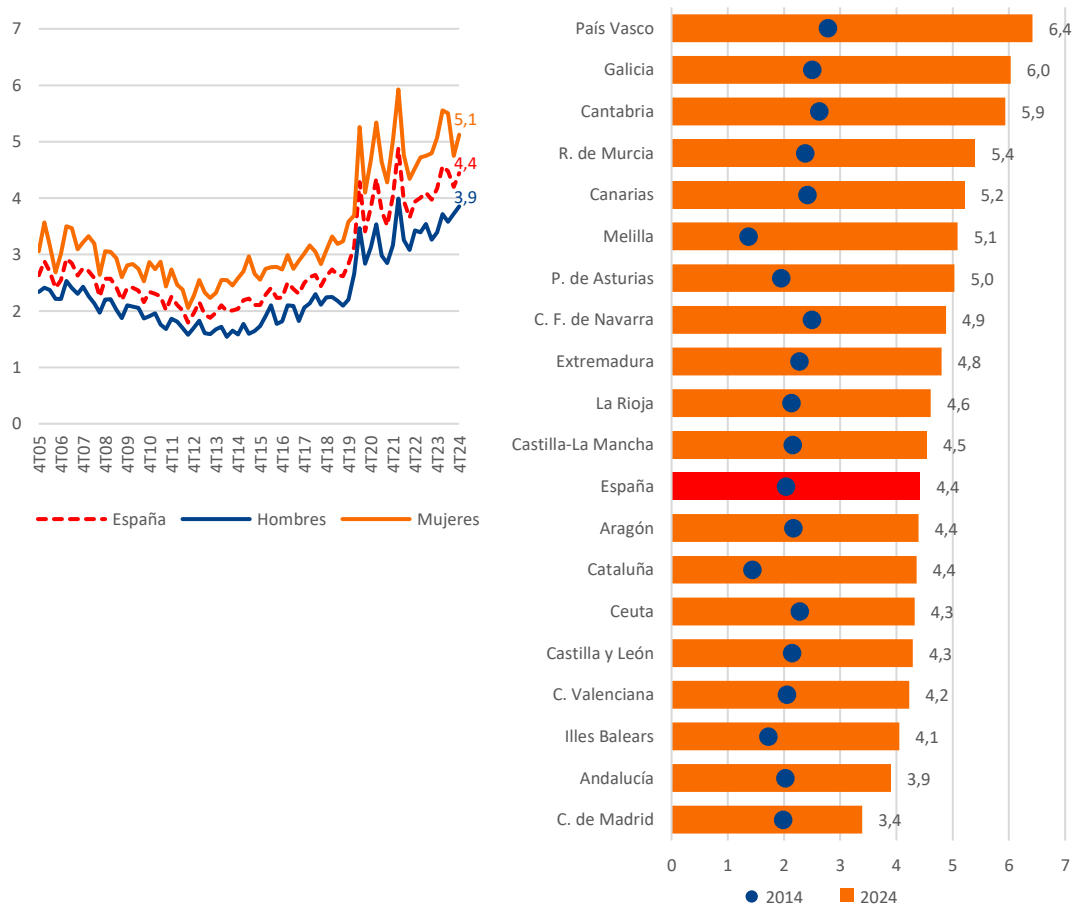 7
6
5
4
3
2
1
0
5,1
4,4
3,9
4T05
4T06
4T07
4T08
4T09
4T10
4T11
4T12
4T13
4T14
4T15
4T16
4T17
4T18
4T19
4T20
4T21
4T22
4T23
4T24
España Hombres Mujeres
País Vasco 6,4
Galicia 6,0
Cantabria 5,9
R. de Murcia 5,4
Canarias 5,2
Melilla 5,1
P. de Asturias 5,0
C. F. de Navarra 4,9
Extremadura 4,8
La Rioja 4,6
Castilla-La Mancha 4,5
España 4,4
Aragón 4,4
Cataluña 4,4
Ceuta 4,3
Castilla y León 4,3
C. Valenciana 4,2
Illes Balears 4,1
Andalucía 3,9
C. de Madrid 3,4
0 1 2 3 4 5 6 7
2014 2024